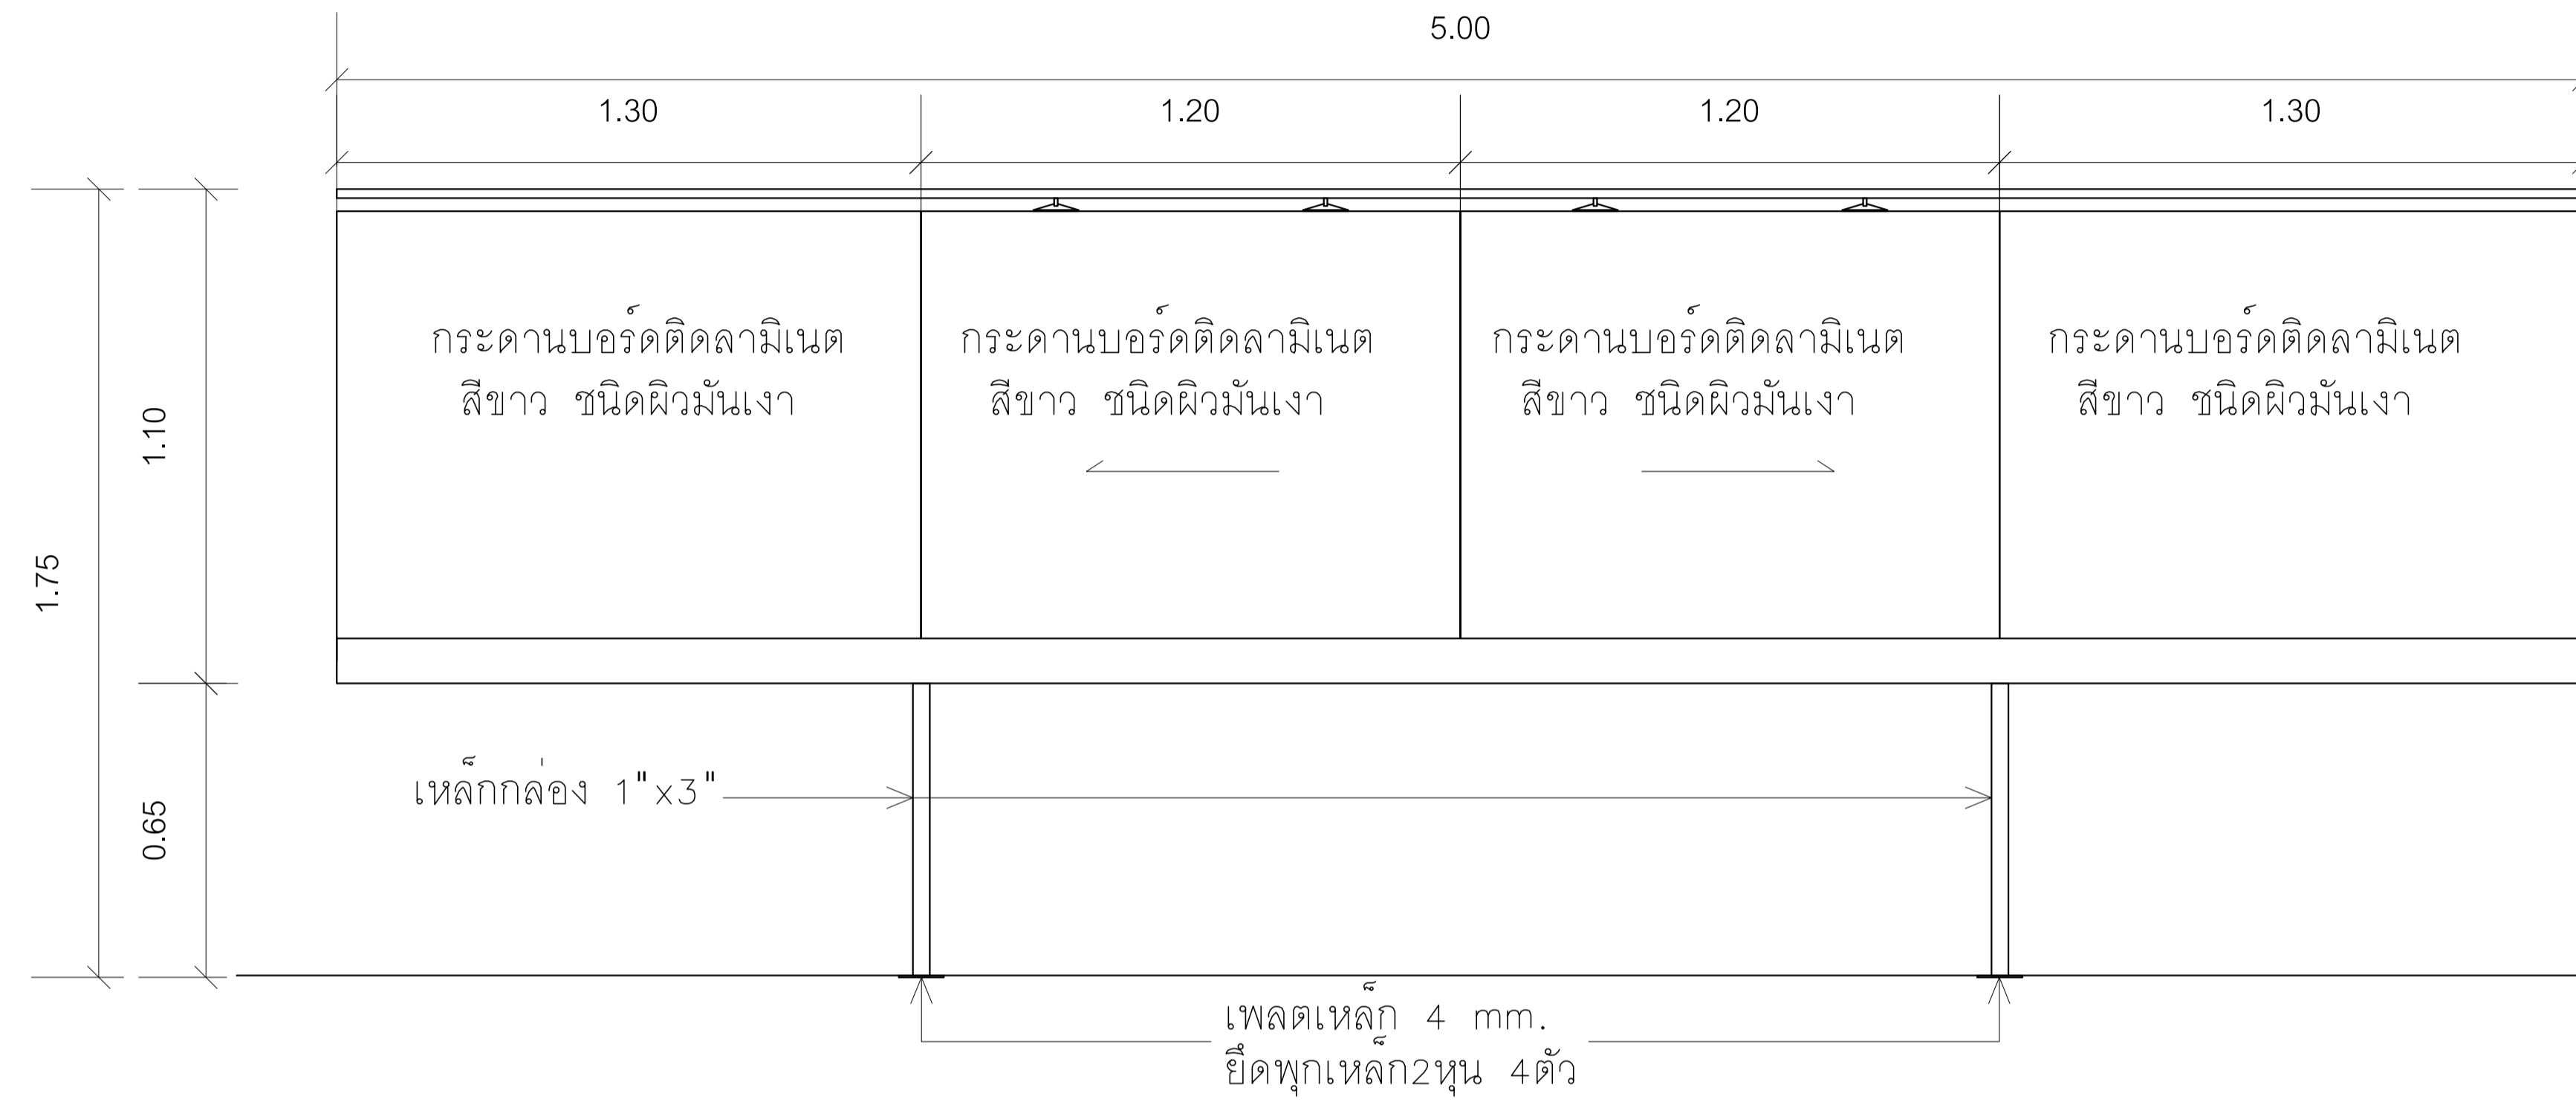 5.00
1.30 1.20 1.20 1.30
กระดานบอร์ดติดลามิเนต
สีขาว ชนิดผิวมันเงา
กระดานบอร์ดติดลามิเนต
สีขาว ชนิดผิวมันเงา
กระดานบอร์ดติดลามิเนต
สีขาว ชนิดผิวมันเงา
กระดานบอร์ดติดลามิเนต
สีขาว ชนิดผิวมันเงา
1.10
1.75
0.65
เหล็กกล่อง 1"x3"
เพลตเหล็ก 4 mm.
ยึดพุกเหล็ก2หุน 4ตัว